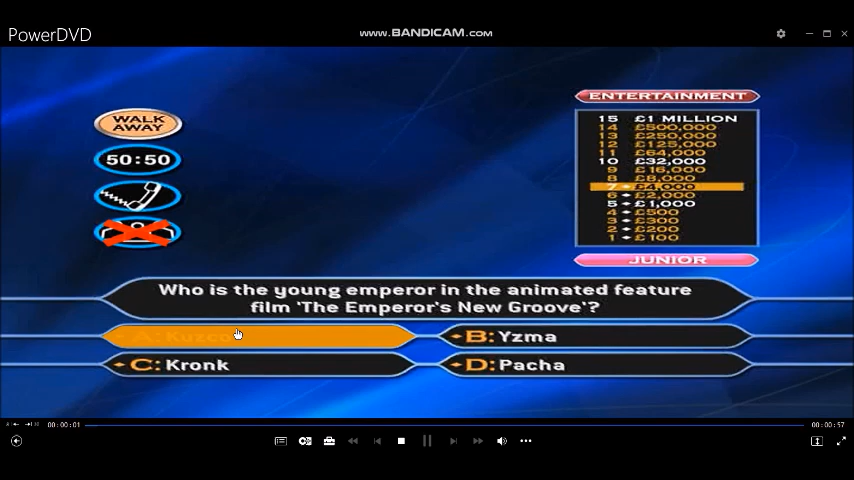 PowerDVD
www.BANDICAM.com
ENTERTAINMENT
WALK
AWAY
50:50
15 £1 MILLION
14 £500,000
13 £250,000
12 £125,000
11 £64,000
10 £32,000
9 £16,000
8 £8,000
7 £4,000
6 £2,000
5 £1,000
4 £500
3 £300
2 £200
1 £100
JUNIOR
Who is the young emperor in the animated feature
film 'The Emperor's New Groove'?
A: Kuzco
B: Yzma
C: Kronk
D: Pacha
00:00:01
00:00:57